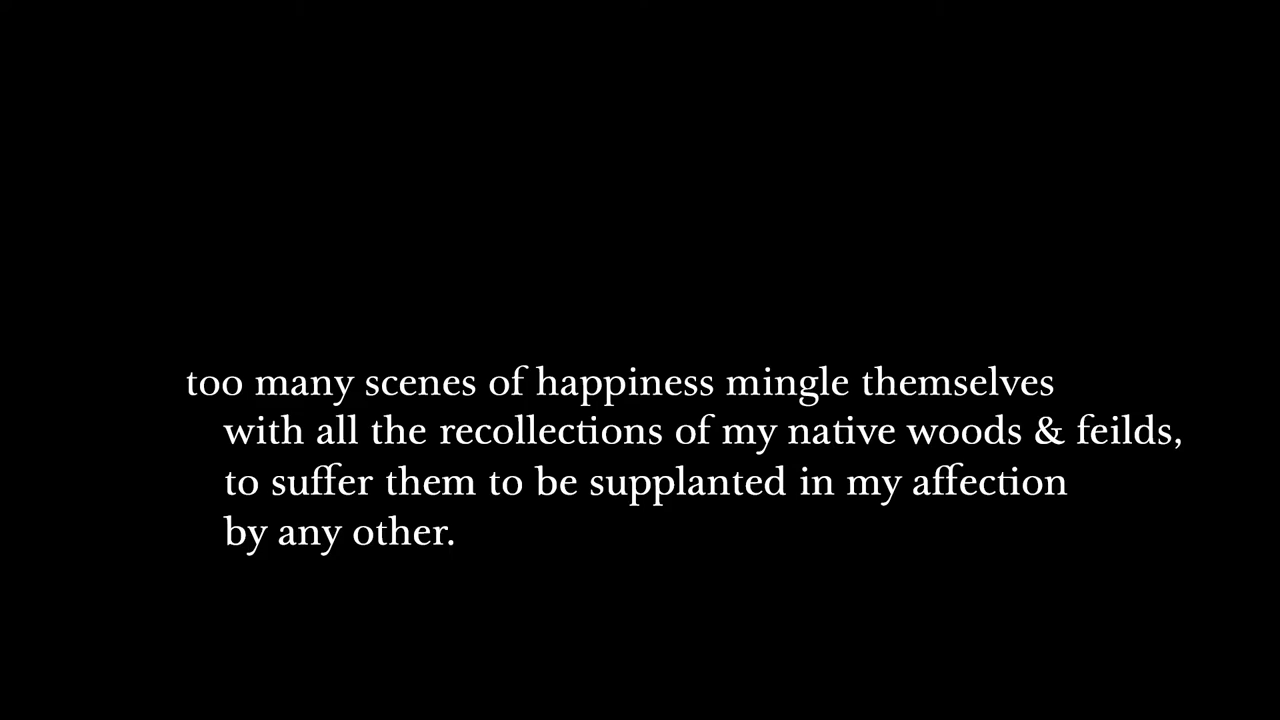 too many scenes of happiness mingle themselves
with all the recollections of my native woods & feilds,
to suffer them to be supplanted in my affection
by any other.